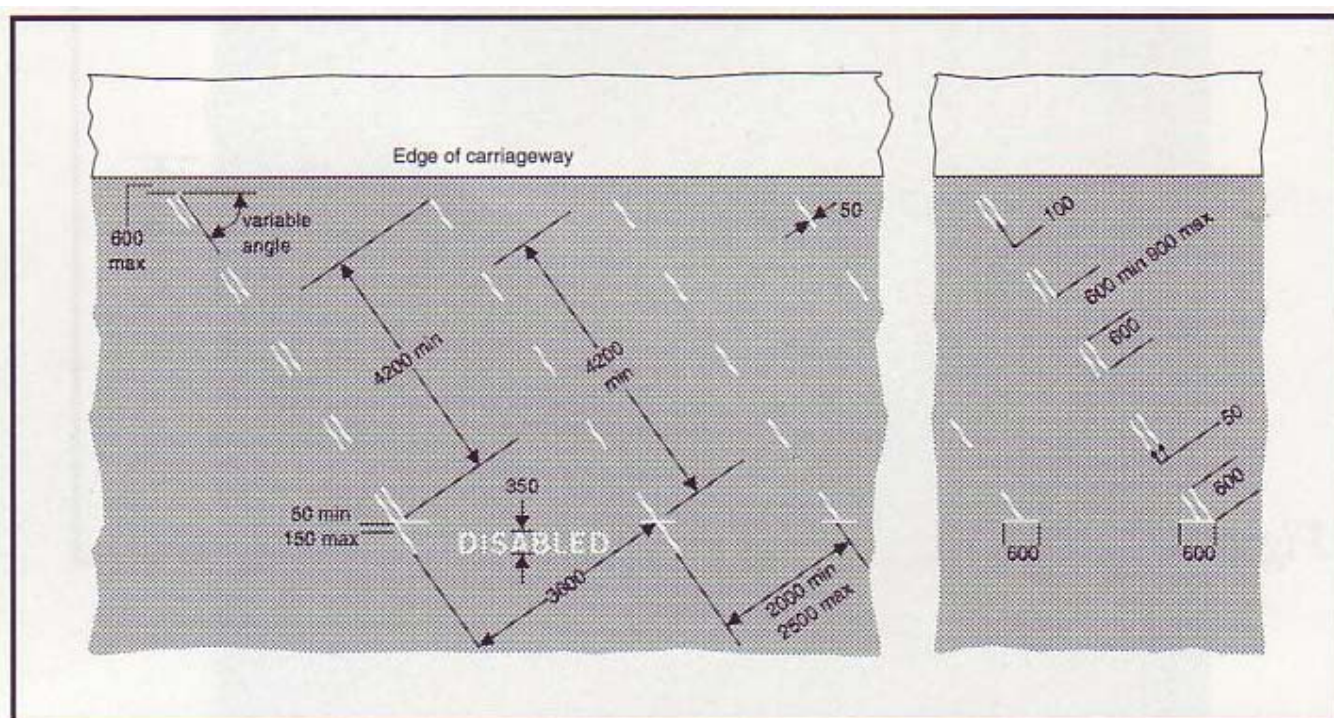 Edge of carriageway
600
max
variable
angle
50
4200 min
4200
min
350
50 min
150 max
DISABLED
3600
2000 min
2500 max
100
600 min 900 max
600
50
600
600
600